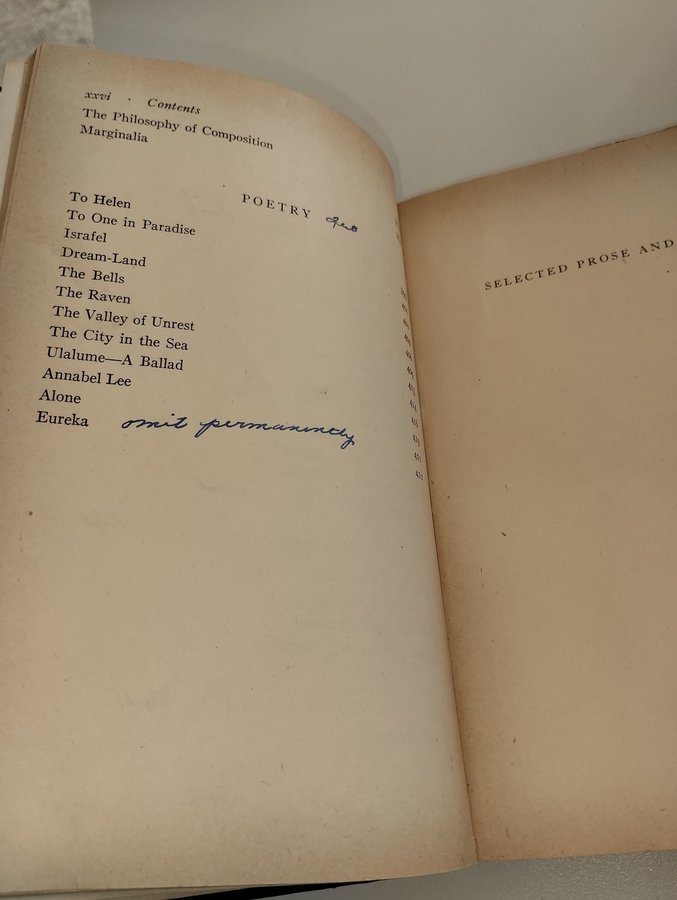 xxvi · Contents
The Philosophy of Composition
Marginalia
POETRY
To Helen
To One in Paradise
Israfel
Dream-Land
The Bells
The Raven
The Valley of Unrest
The City in the Sea
Ulalume—A Ballad
Annabel Lee
Alone
Eureka omit permanently
SELECTED PROSE AND